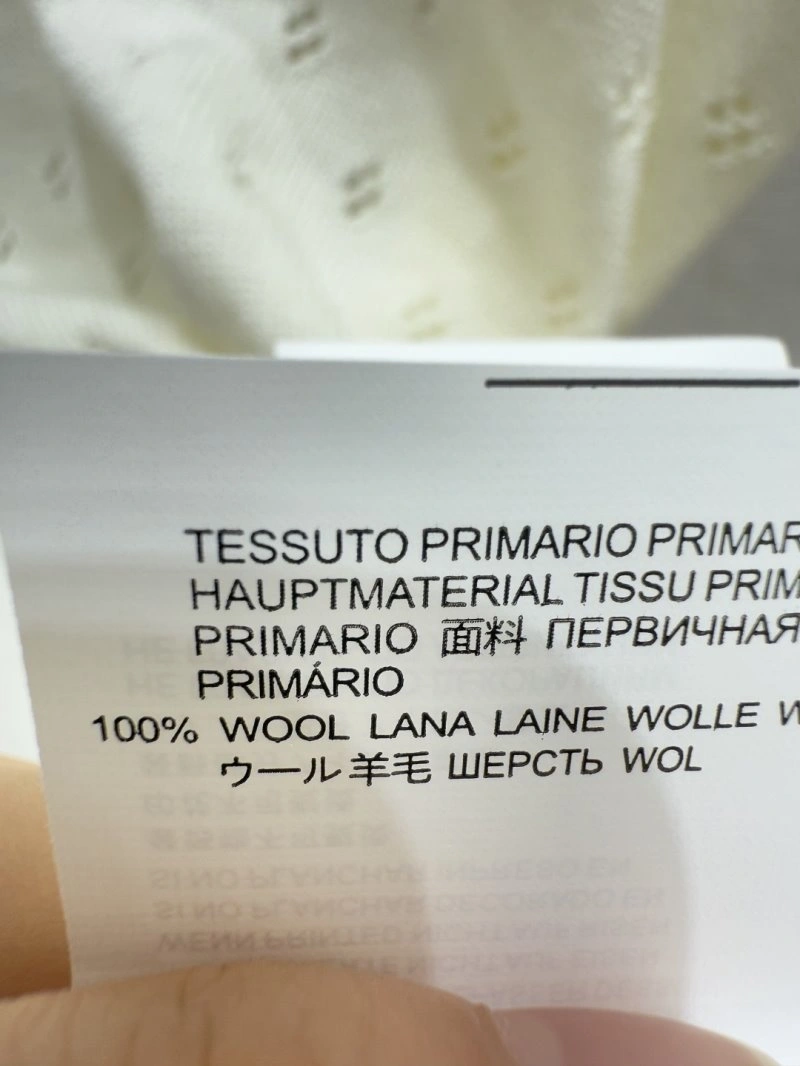 TESSUTO PRIMARIO PRIMAR
HAUPTMATERIAL TISSU PRIM
PRIMARIO 面料 ПЕРВИЧНАЯ
PRIMÁRIO
100% WOOL LANA LAINE WOLLE W
ウール 羊毛 ШЕРСТЬ WOL